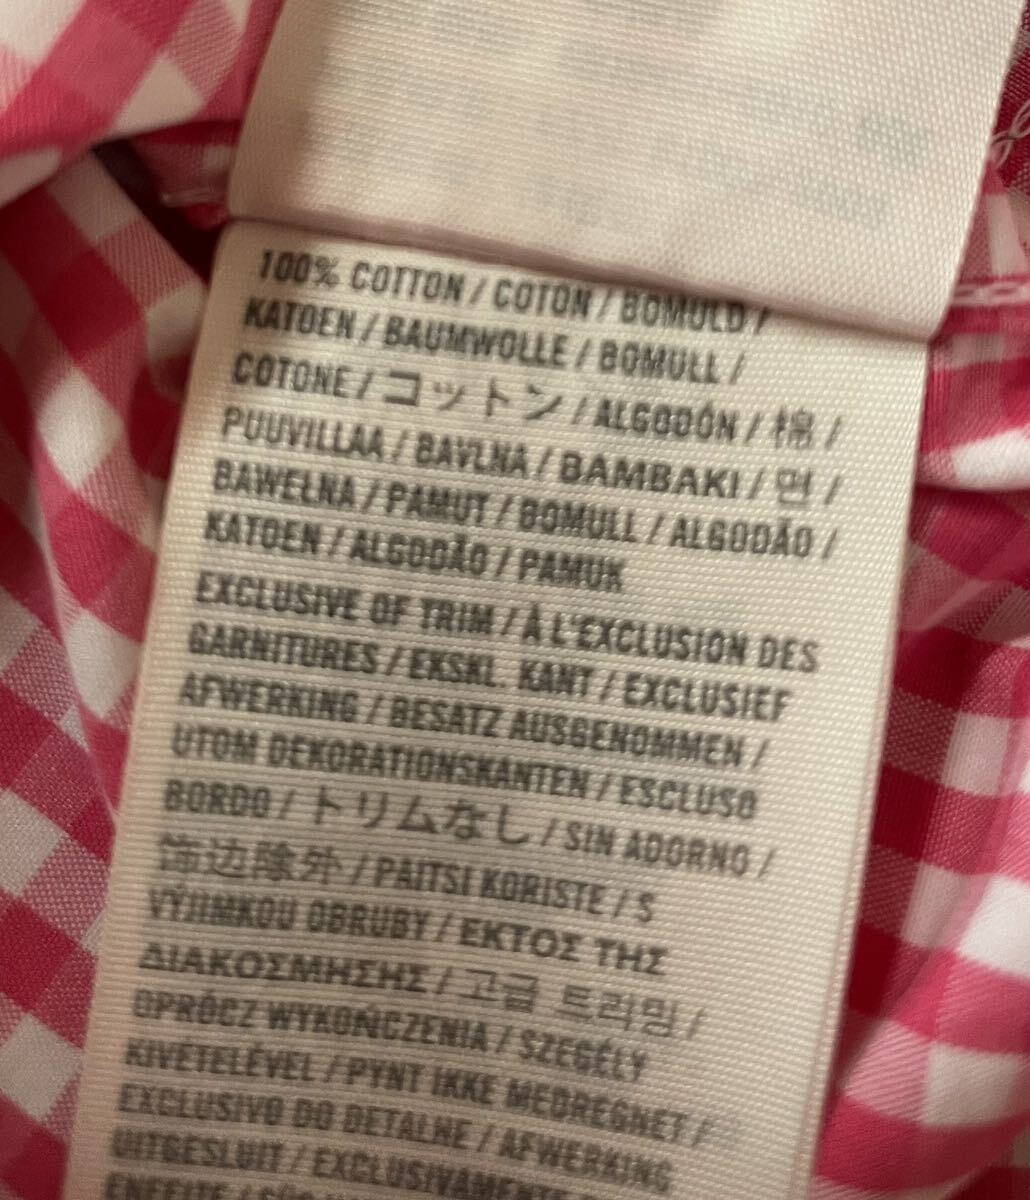 100% COTTON / COTON / BOMULD /
KATOEN / BAUMWOLLE / BOMULL /
COTONE / コットン / ALGODÓN / 棉 /
PUUVILLAA / BAVLNA / BAMBAKI / 면 /
BAWEŁNA / PAMUT / BOMULL / ALGODÃO /
KATOEN / ALGODÃO / PAMUK
EXCLUSIVE OF TRIM / À L'EXCLUSION DES
GARNITURES / EKSKL. KANT / EXCLUSIEF
AFWERKING / BESATZ AUSGENOMMEN /
UTOM DEKORATIONSKANTEN / ESCLUSO
BORDO / トリムなし / SIN ADORNO /
饰边除外 / PAITSI KORISTE / S
VÝJIMKOU OBRUBY / ΕΚΤΟΣ ΤΗΣ
ΔΙΑΚΟΣΜΗΣΗΣ / 고급 트리밍 /
OPRÓCZ WYKOŃCZENIA / SZEGÉLY
KIVÉTELÉVEL / PYNT IKKE MEDREGNET /
EXCLUSIVO DO DETALHE / AFWERKING
UITGESLUIT / EXCLUSIVAMENTE